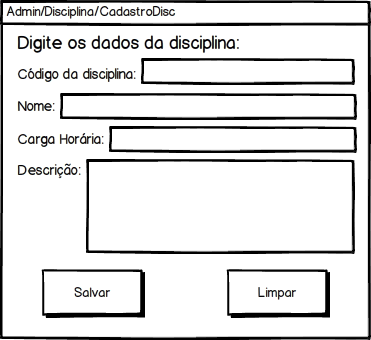 Admin/Disciplina/CadastroDisc
Digite os dados da disciplina:
Código da disciplina:
Nome:
Carga Horária:
Descrição:
Salvar Limpar